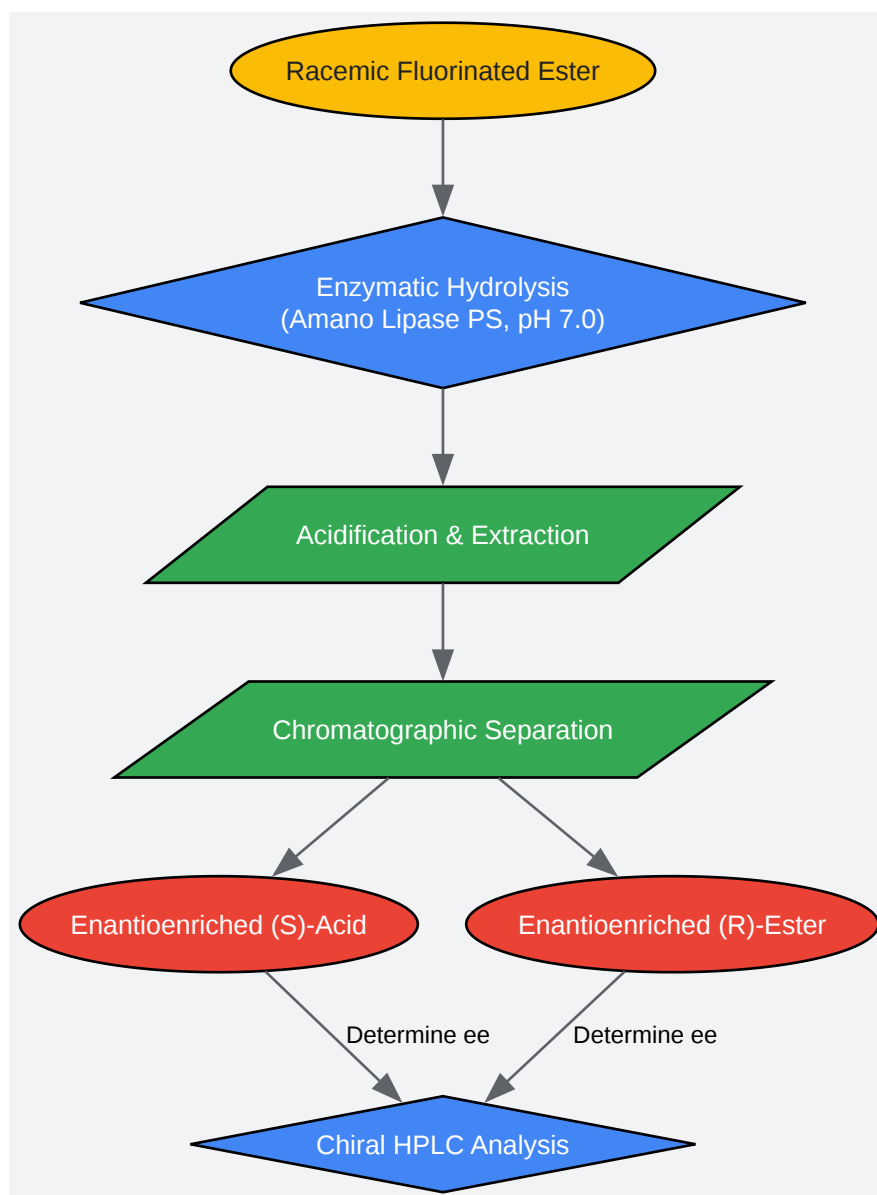 Racemic Fluorinated Ester
Enzymatic Hydrolysis
(Amano Lipase PS, pH 7.0)
Acidification & Extraction
Chromatographic Separation
Enantioenriched (S)-Acid
Enantioenriched (R)-Ester
Determine ee
Determine ee
Chiral HPLC Analysis